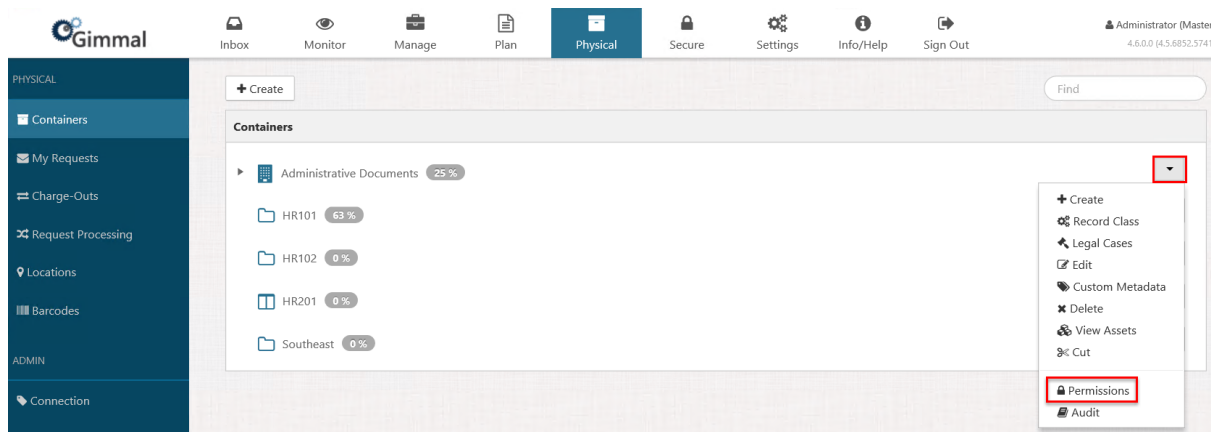 Gimmal
Inbox
Monitor
Manage
Plan
Physical
Secure
Settings
Info/Help
Sign Out
Administrator (Master
4.6.0.0 (4.5.6852.5741
PHYSICAL
Containers
My Requests
Charge-Outs
Request Processing
Locations
Barcodes
ADMIN
Connection
Create
Find
Containers
Administrative Documents 25 %
HR101 63 %
HR102 0 %
HR201 0 %
Southeast 0 %
Create
Record Class
Legal Cases
Edit
Custom Metadata
Delete
View Assets
Cut
Permissions
Audit